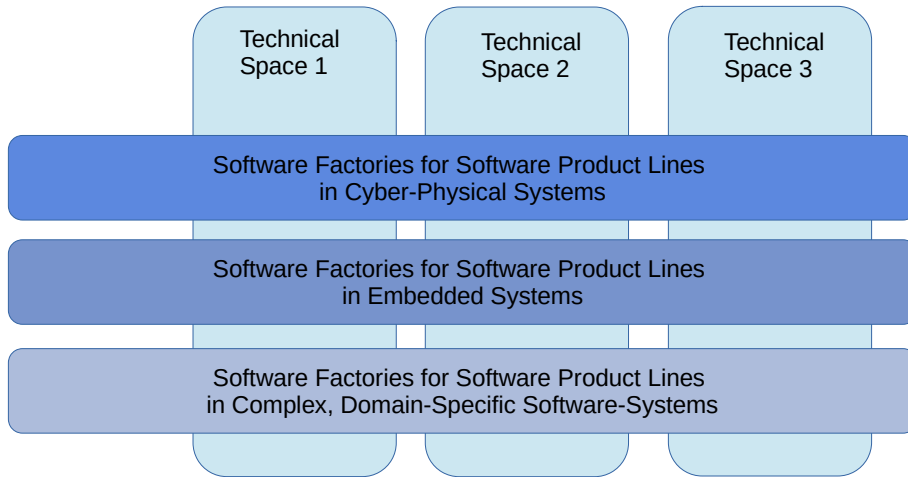 Technical
Space 1
Technical
Space 2
Technical
Space 3
Software Factories for Software Product Lines
in Cyber-Physical Systems
Software Factories for Software Product Lines
in Embedded Systems
Software Factories for Software Product Lines
in Complex, Domain-Specific Software-Systems